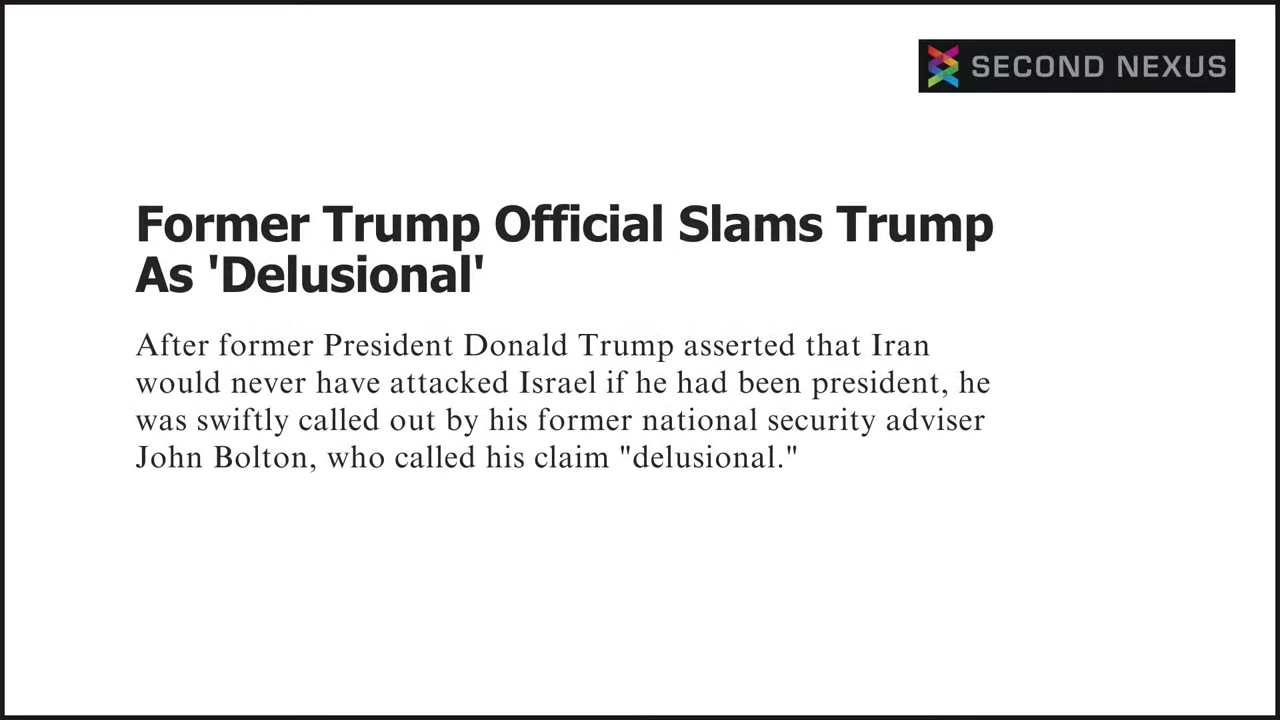 SECOND NEXUS
Former Trump Official Slams Trump
As 'Delusional'
After former President Donald Trump asserted that Iran
would never have attacked Israel if he had been president, he
was swiftly called out by his former national security adviser
John Bolton, who called his claim "delusional."